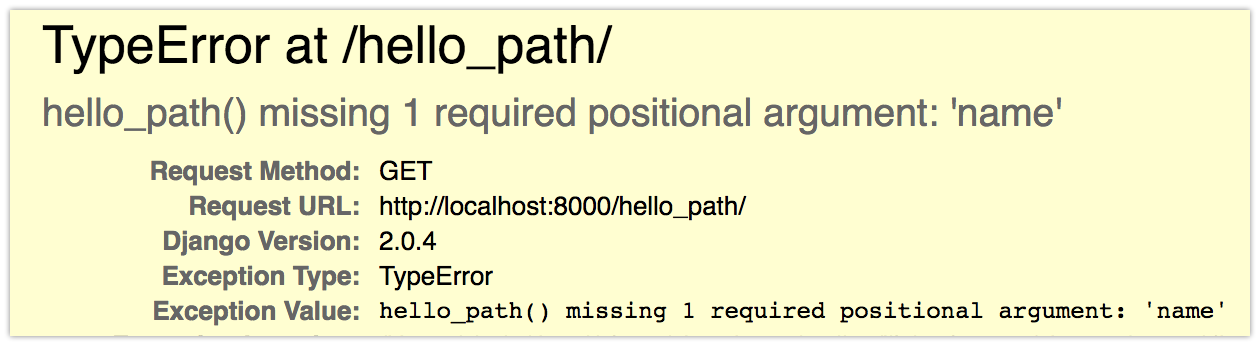 TypeError at /hello_path/
hello_path() missing 1 required positional argument: 'name'
Request Method: GET
Request URL: http://localhost:8000/hello_path/
Django Version: 2.0.4
Exception Type: TypeError
Exception Value: hello_path() missing 1 required positional argument: 'name'